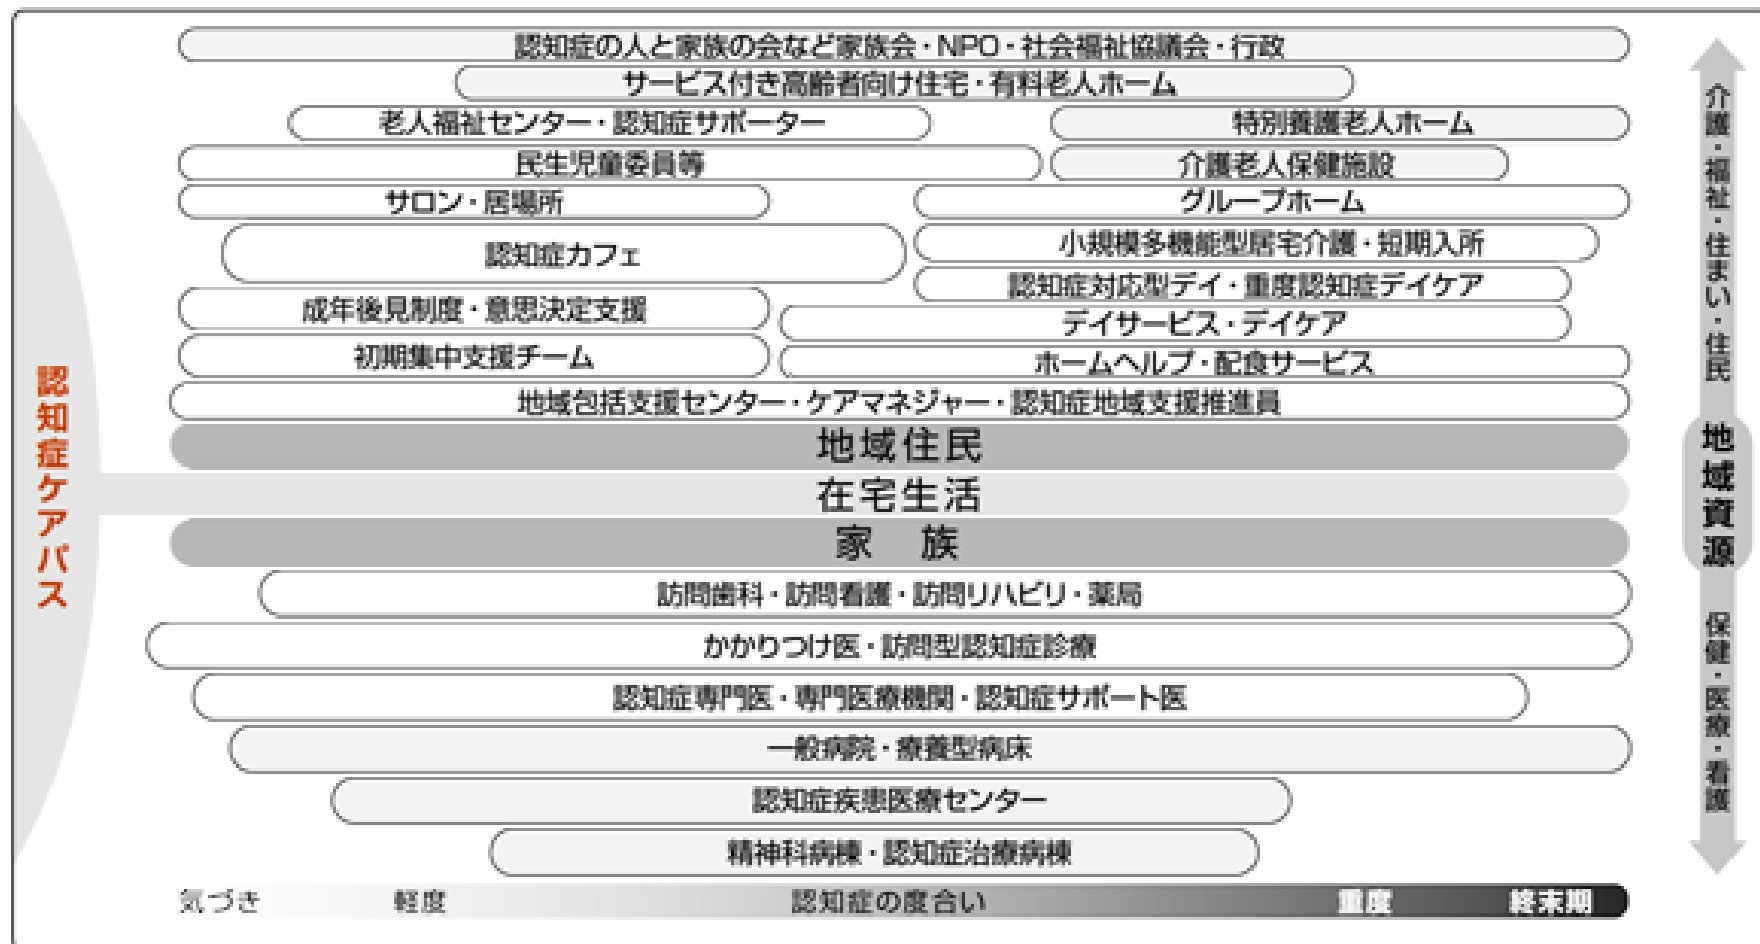 認知症の人と家族の会など家族会・NPO・社会福祉協議会・行政
サービス付き高齢者向け住宅・有料老人ホーム
老人福祉センター・認知症サポーター
特別養護老人ホーム
民生児童委員等
介護老人保健施設
サロン・居場所
グループホーム
認知症カフェ
小規模多機能型居宅介護・短期入所
認知症対応型デイ・重度認知症デイケア
成年後見制度・意思決定支援
デイサービス・デイケア
初期集中支援チーム
ホームヘルプ・配食サービス
地域包括支援センター・ケアマネジャー・認知症地域支援推進員
地域住民
在宅生活
家　族
訪問歯科・訪問看護・訪問リハビリ・薬局
かかりつけ医・訪問型認知症診療
認知症専門医・専門医療機関・認知症サポート医
一般病院・療養型病床
認知症疾患医療センター
精神科病棟・認知症治療病棟
気づき 軽度 認知症の度合い 重度 終末期
認知症ケアパス
介護・福祉・住まい・住民
地域資源
保健・医療・看護